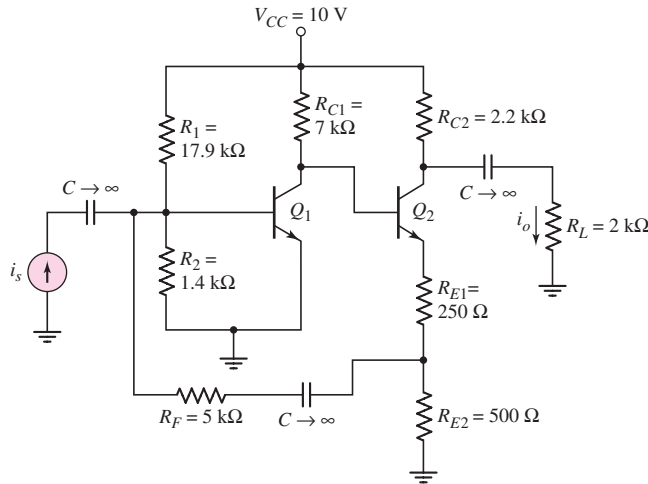 V_CC = 10 V
R_C1 =
7 kΩ
R_C2 = 2.2 kΩ
R_1 =
17.9 kΩ
C → ∞
C → ∞
Q_1
Q_2
i_o
R_L = 2 kΩ
i_s
R_2 =
1.4 kΩ
R_E1 =
250 Ω
R_F = 5 kΩ
C → ∞
R_E2 = 500 Ω